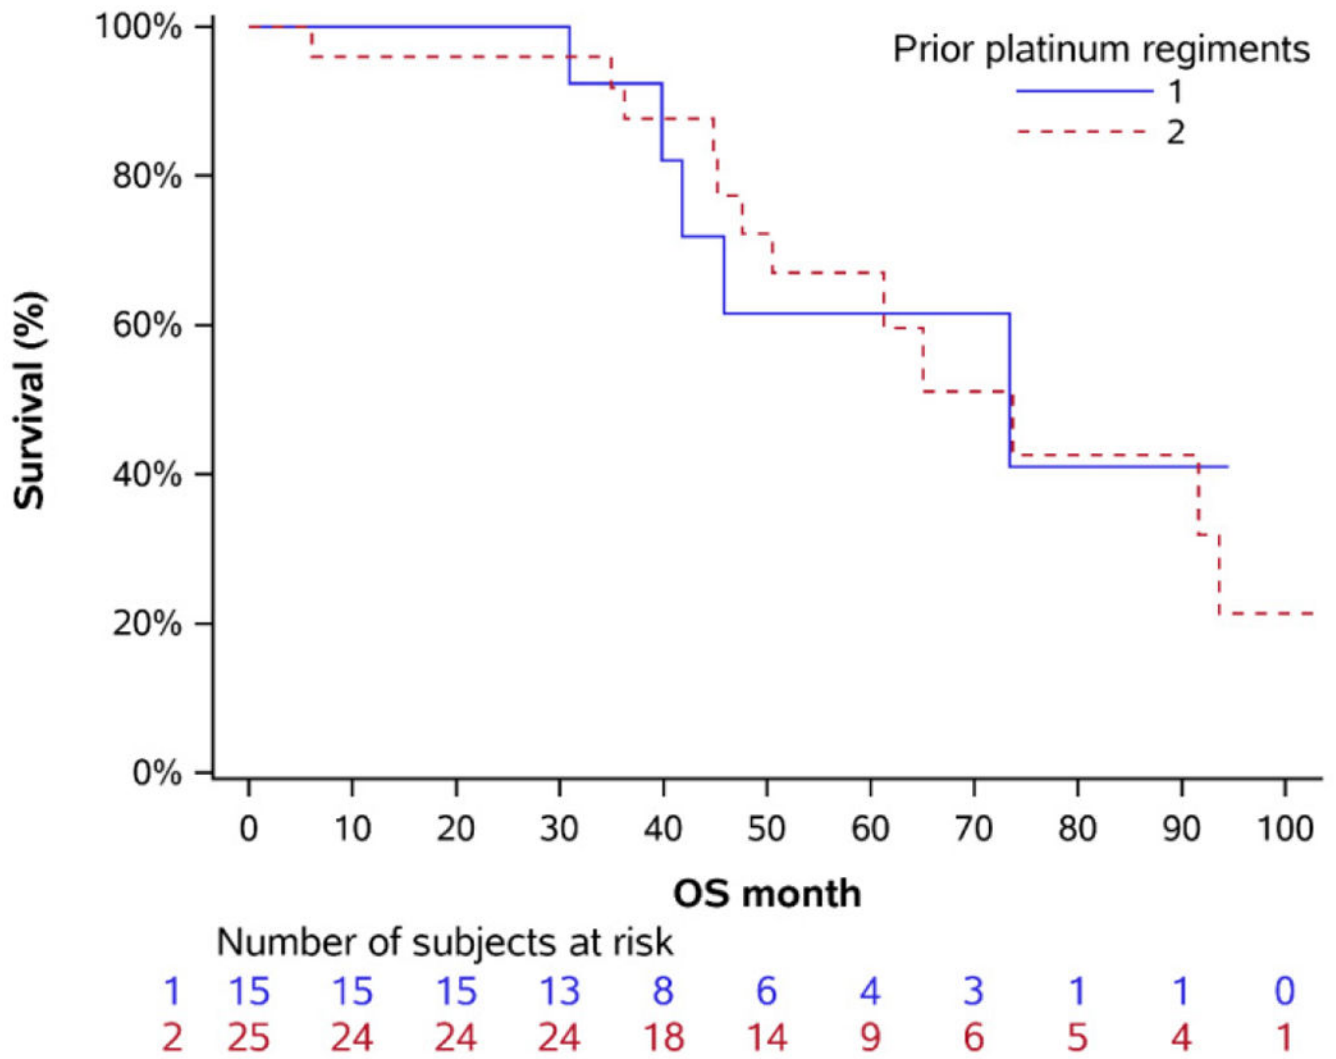 Prior platinum regiments
1
2
100%
80%
60%
40%
20%
0%
Survival (%)
0 10 20 30 40 50 60 70 80 90 100
OS month
Number of subjects at risk
1 15 15 15 13 8 6 4 3 1 1 0
2 25 24 24 24 18 14 9 6 5 4 1